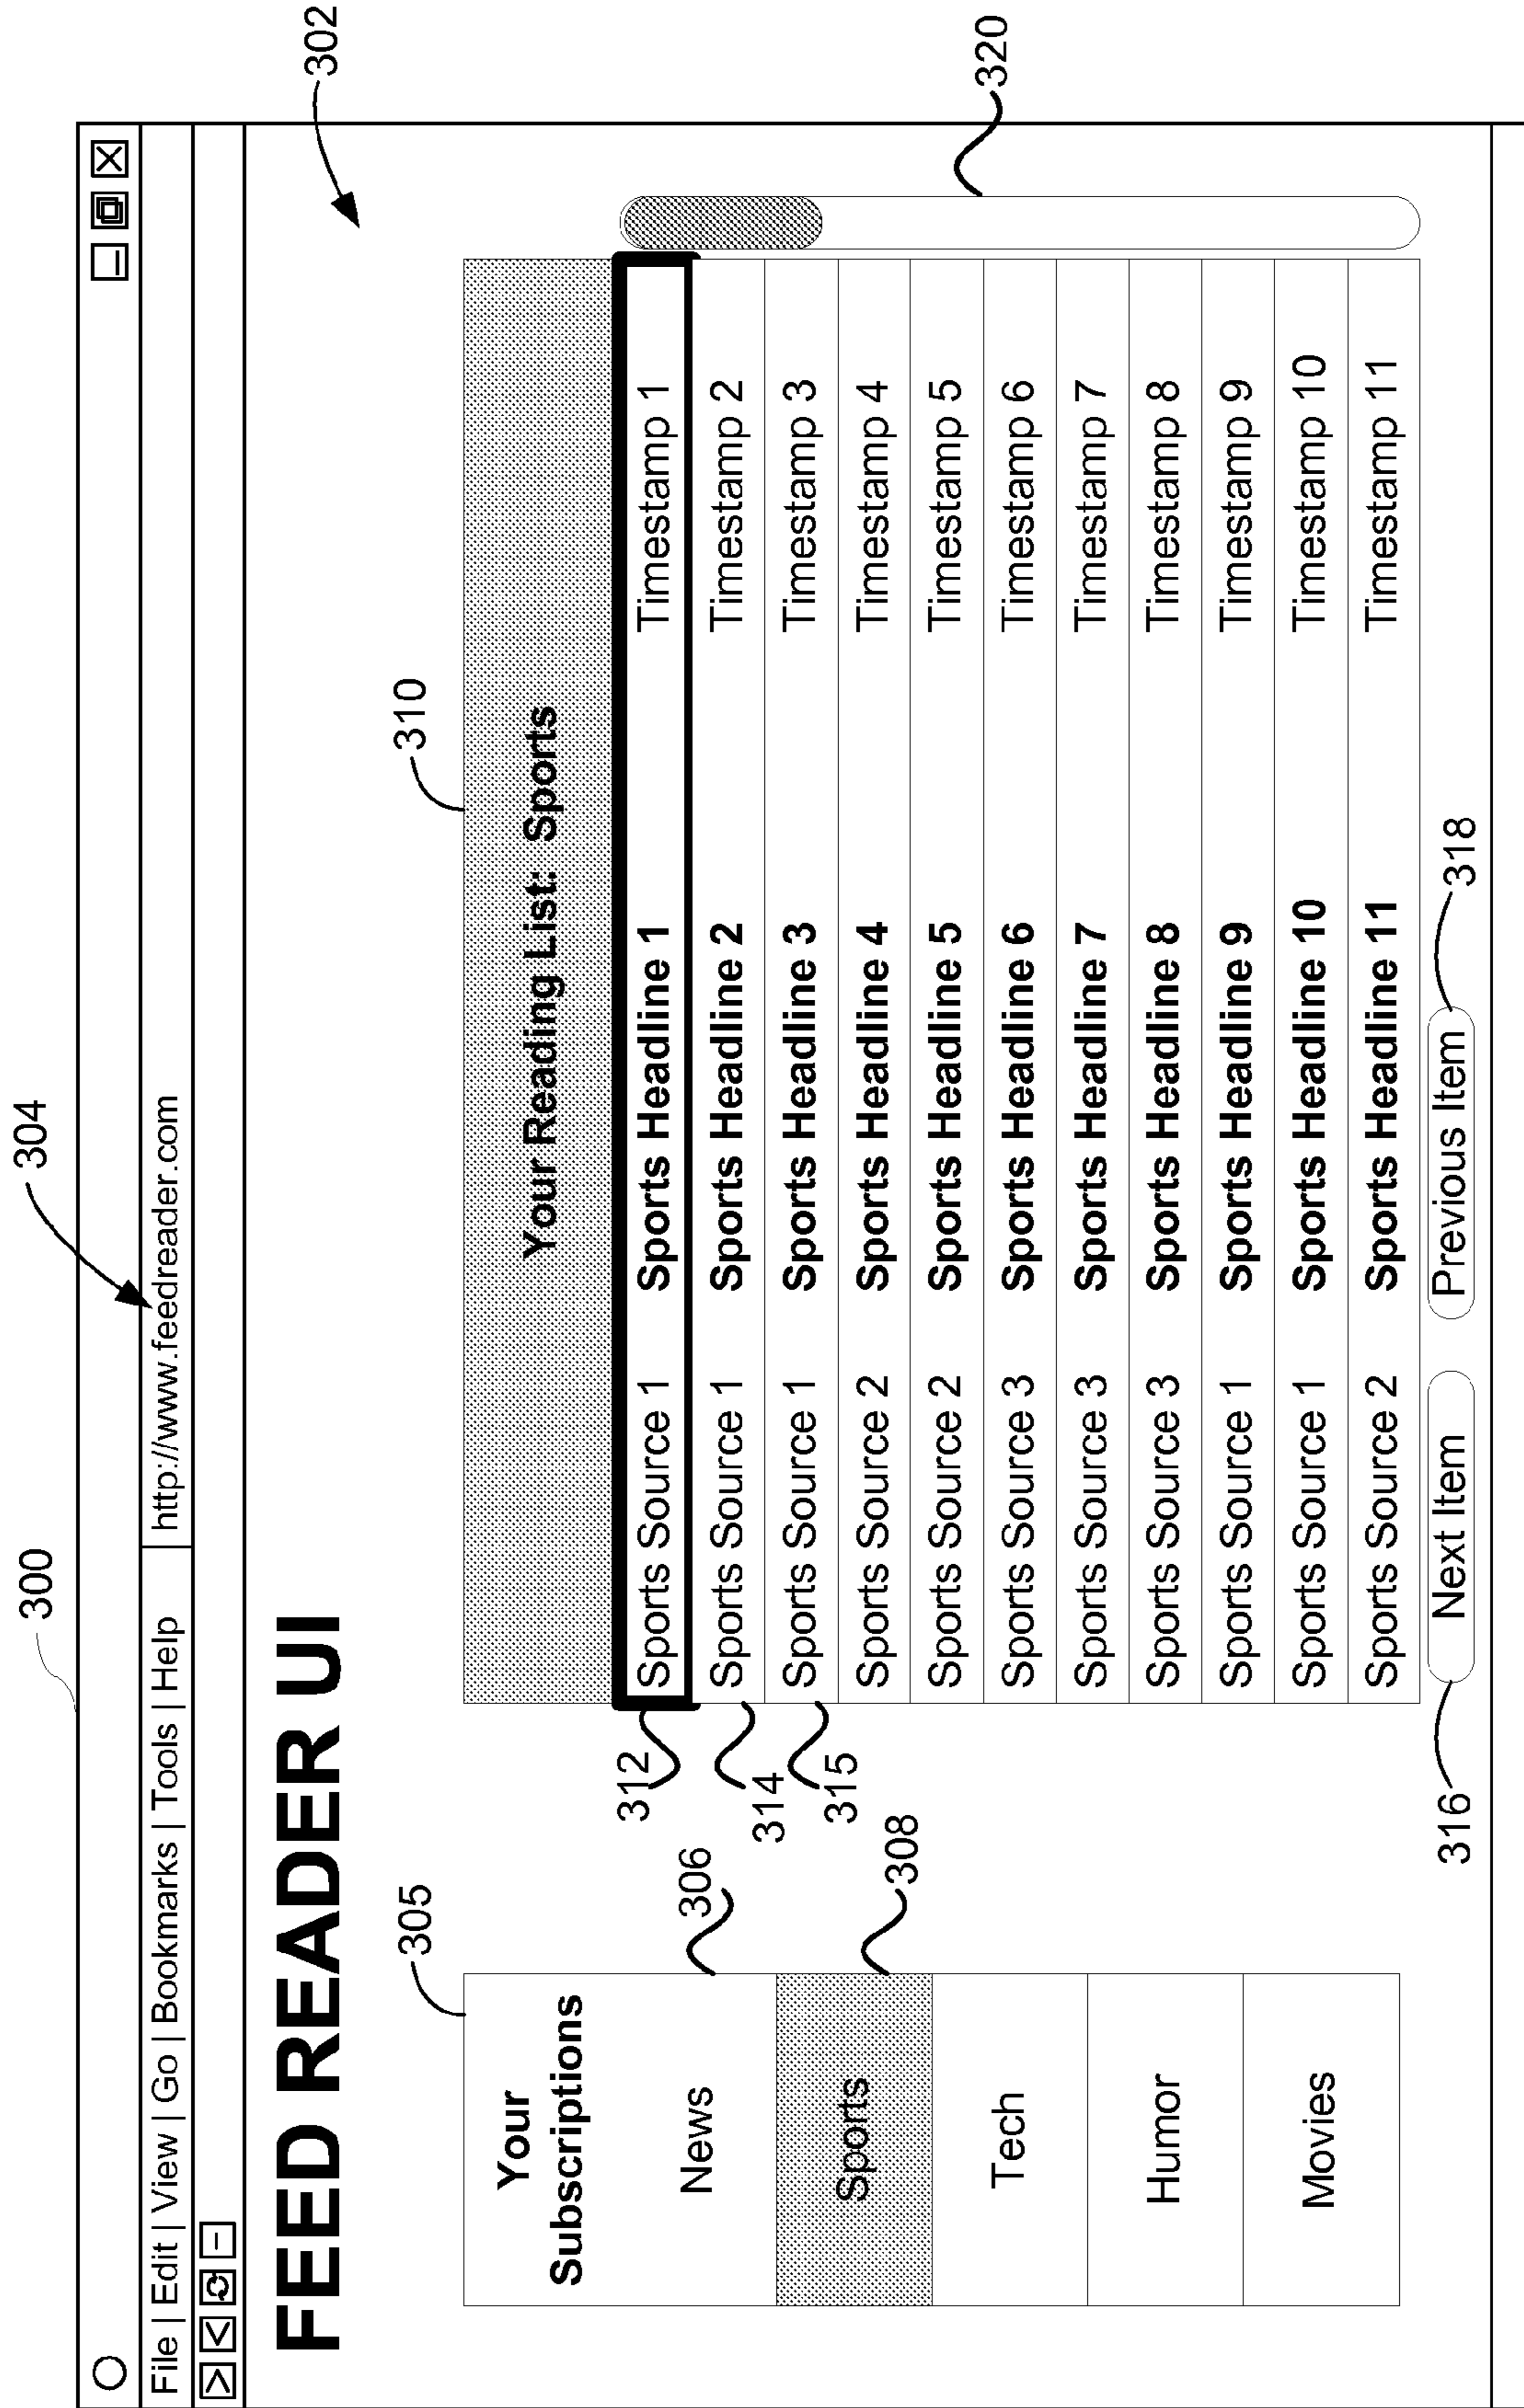 300
304
302
File | Edit | View | Go | Bookmarks | Tools | Help
http://www.feedreader.com
FEED READER UI
305
310
Your
Subscriptions
News
Sports
Tech
Humor
Movies
306
308
Your Reading List: Sports
312
314
315
Sports Source 1 Sports Headline 1 Timestamp 1
Sports Source 1 Sports Headline 2 Timestamp 2
Sports Source 1 Sports Headline 3 Timestamp 3
Sports Source 2 Sports Headline 4 Timestamp 4
Sports Source 2 Sports Headline 5 Timestamp 5
Sports Source 3 Sports Headline 6 Timestamp 6
Sports Source 3 Sports Headline 7 Timestamp 7
Sports Source 3 Sports Headline 8 Timestamp 8
Sports Source 1 Sports Headline 9 Timestamp 9
Sports Source 1 Sports Headline 10 Timestamp 10
Sports Source 2 Sports Headline 11 Timestamp 11
320
316
Next Item
Previous Item
318